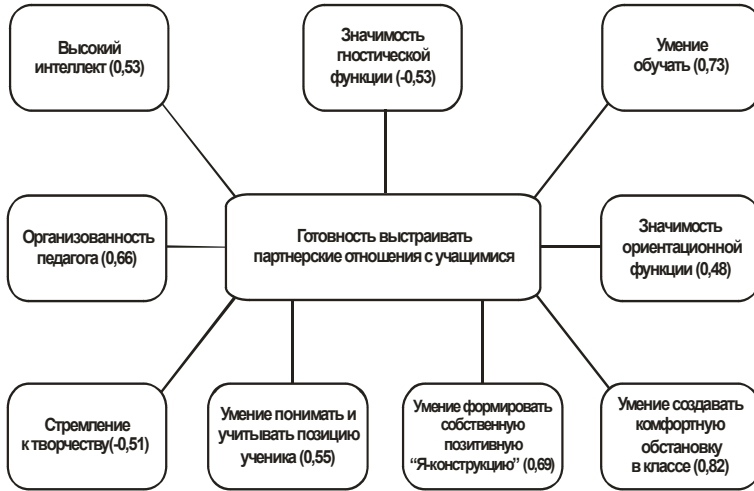 Высокий
интеллект (0,53)
Значимость
гностической
функции (-0,53)
Умение
обучать (0,73)
Организованность
педагога (0,66)
Готовность выстраивать
партнерские отношения с учащимися
Значимость
ориентационной
функции (0,48)
Стремление
к творчеству(-0,51)
Умение понимать и
учитывать позицию
ученика (0,55)
Умение формировать
собственную
позитивную
“Я-конструкцию” (0,69)
Умение создавать
комфортную
обстановку
в классе (0,82)